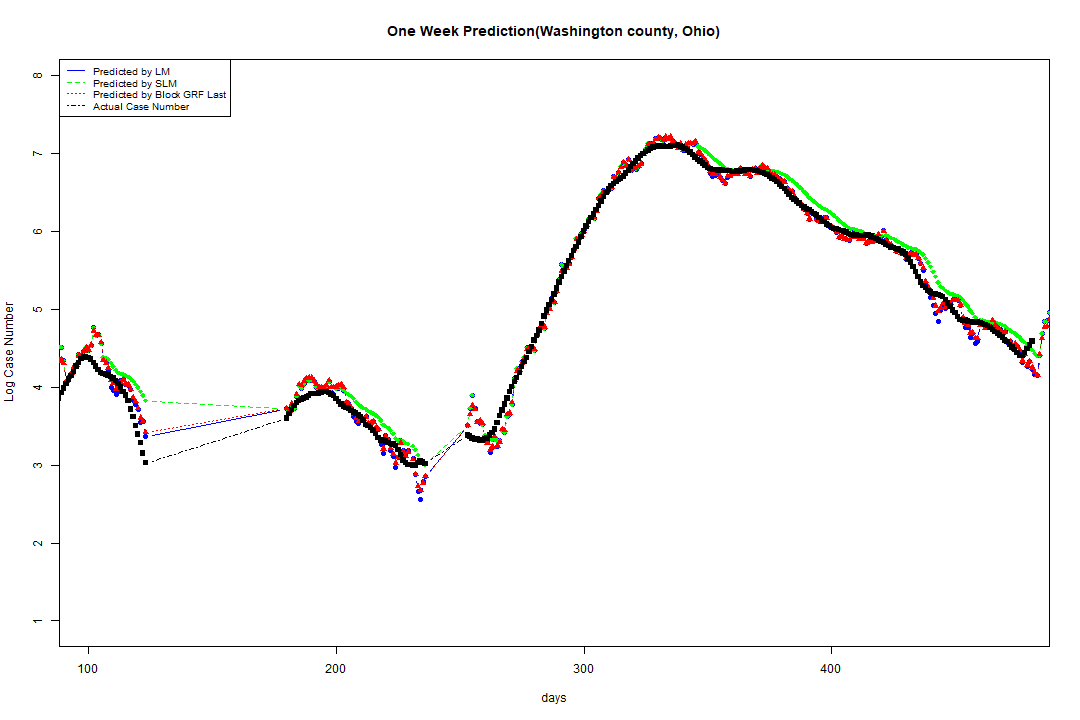 One Week Prediction(Washington county, Ohio)
Predicted by LM
Predicted by SLM
Predicted by Block GRF Last
Actual Case Number
8
7
6
5
4
3
2
1
Log Case Number
100 200 300 400
days